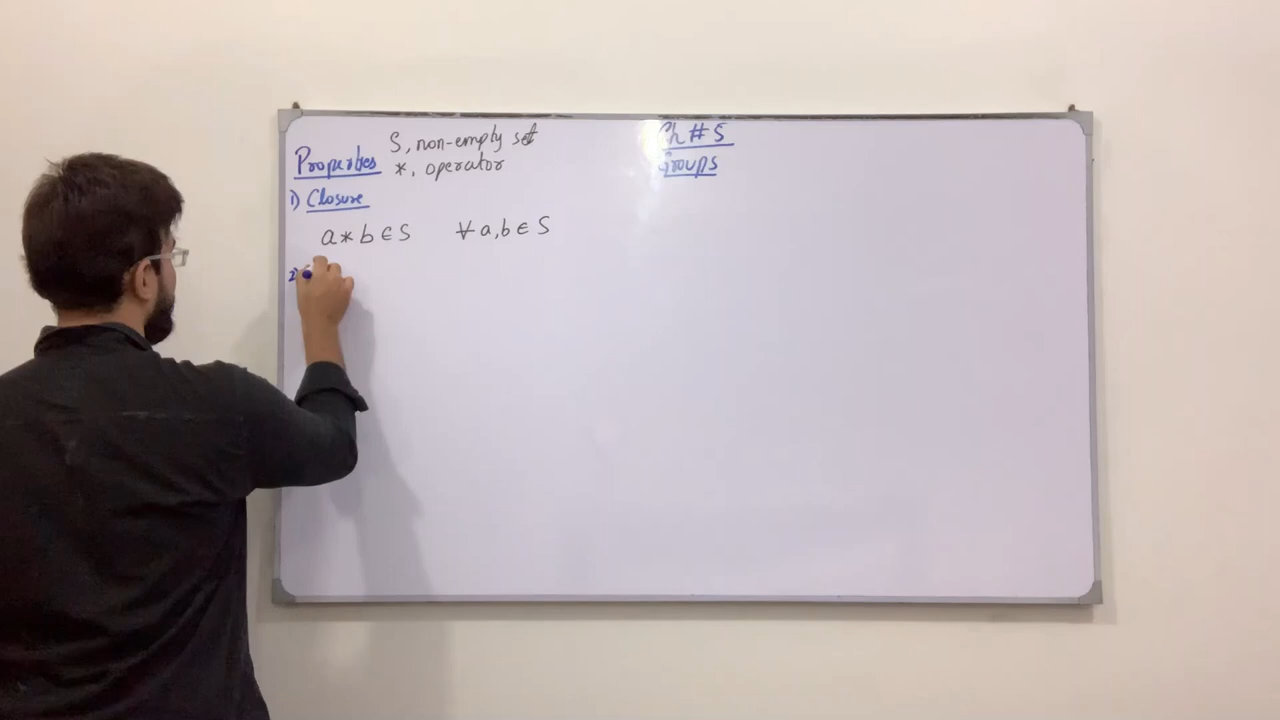 Ch # 5
Groups
Properties
S, non-empty set
*, operator
1) Closure
a * b ∈ S ∀ a, b ∈ S
2)